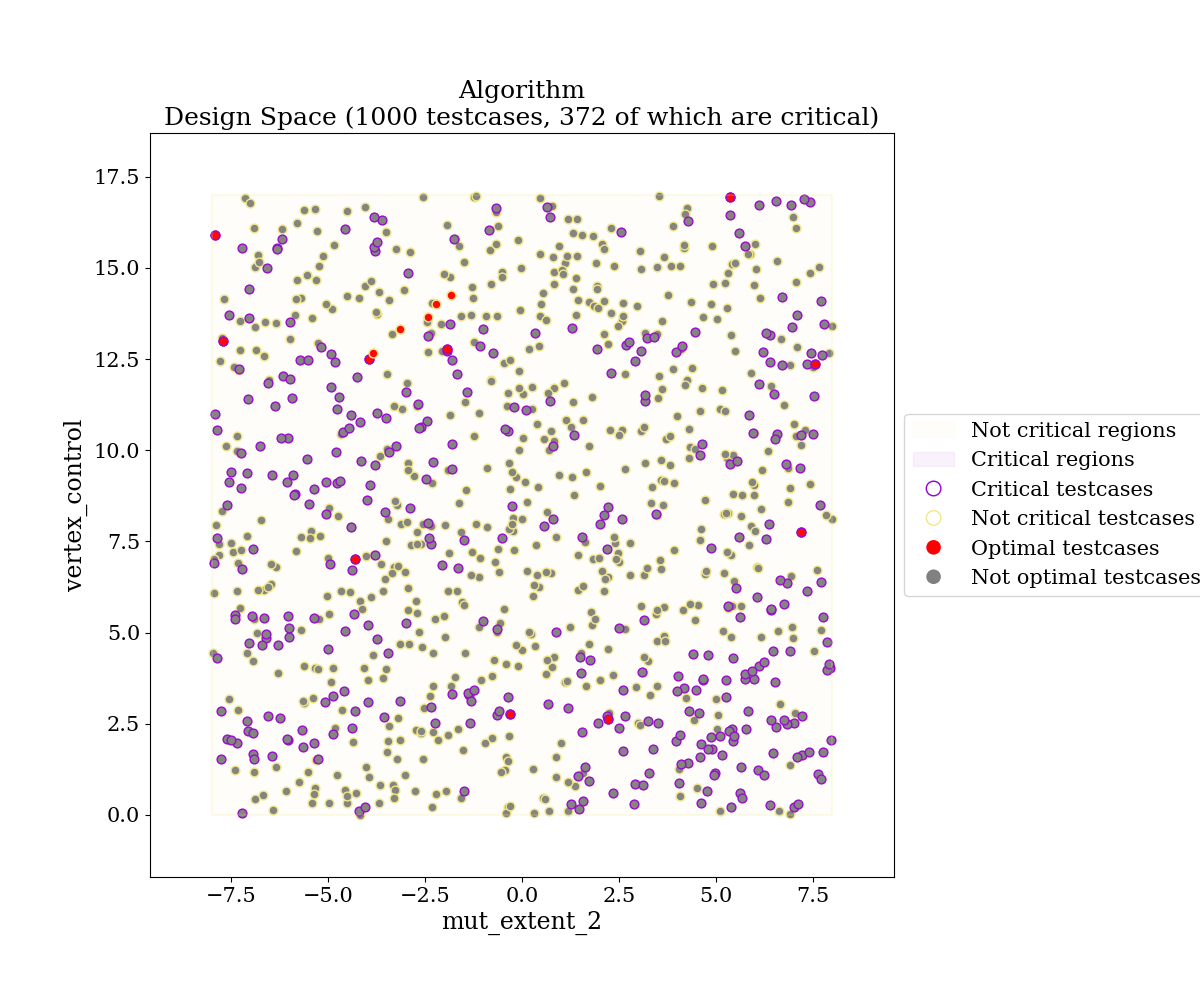 Algorithm
Design Space (1000 testcases, 372 of which are critical)
17.5
15.0
12.5
10.0
7.5
5.0
2.5
0.0
vertex_control
−7.5
−5.0
−2.5
0.0
2.5
5.0
7.5
mut_extent_2
Not critical regions
Critical regions
Critical testcases
Not critical testcases
Optimal testcases
Not optimal testcases